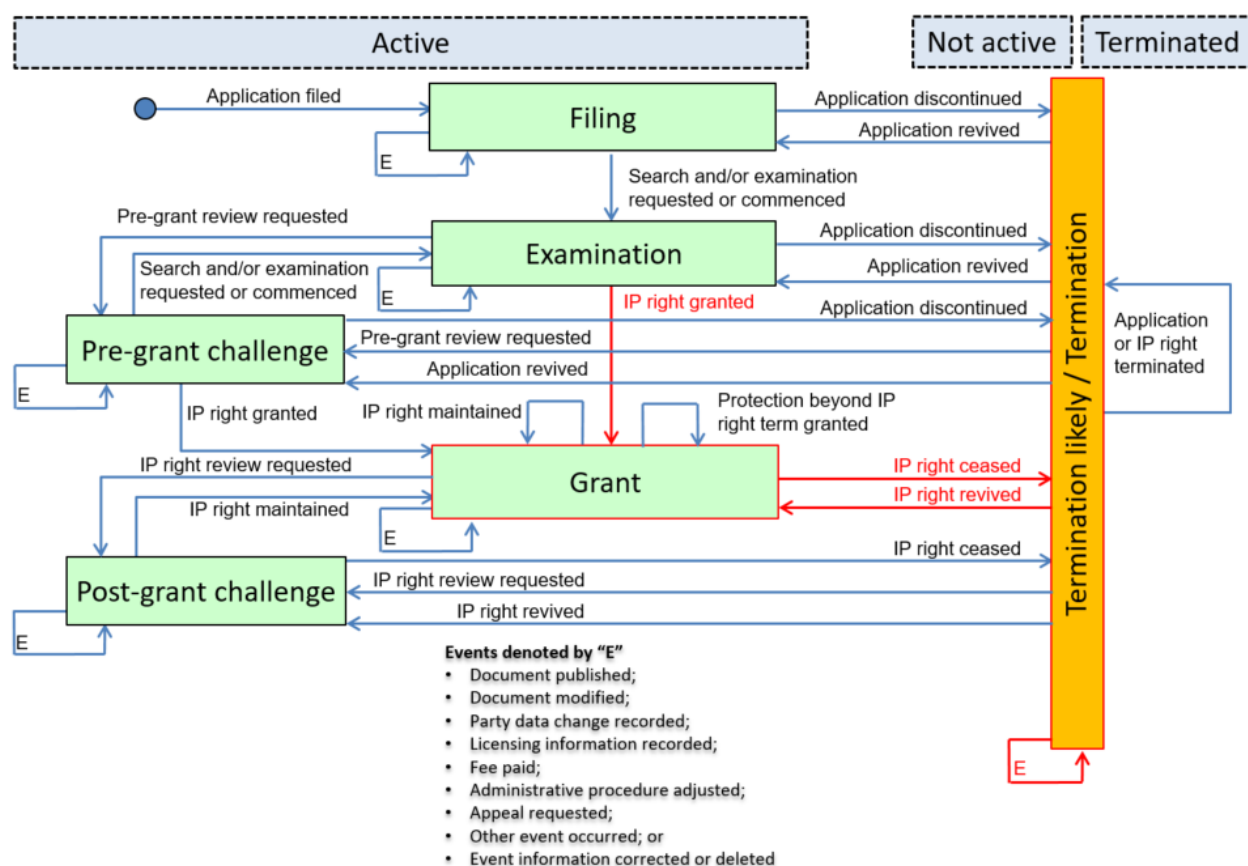 Active
Not active
Terminated
Application filed
Filing
Application discontinued
Application revived
E
Search and/or examination
requested or commenced
Pre-grant review requested
Examination
Application discontinued
Application revived
Search and/or examination
requested or commenced
E
IP right granted
Application discontinued
Pre-grant challenge
Pre-grant review requested
Application revived
E
Application
or IP right
terminated
Termination likely / Termination
IP right granted
IP right maintained
Protection beyond IP
right term granted
IP right review requested
Grant
IP right ceased
IP right revived
IP right maintained
E
IP right ceased
Post-grant challenge
IP right review requested
IP right revived
E
Events denoted by “E”
• Document published;
• Document modified;
• Party data change recorded;
• Licensing information recorded;
• Fee paid;
• Administrative procedure adjusted;
• Appeal requested;
• Other event occurred; or
• Event information corrected or deleted
E